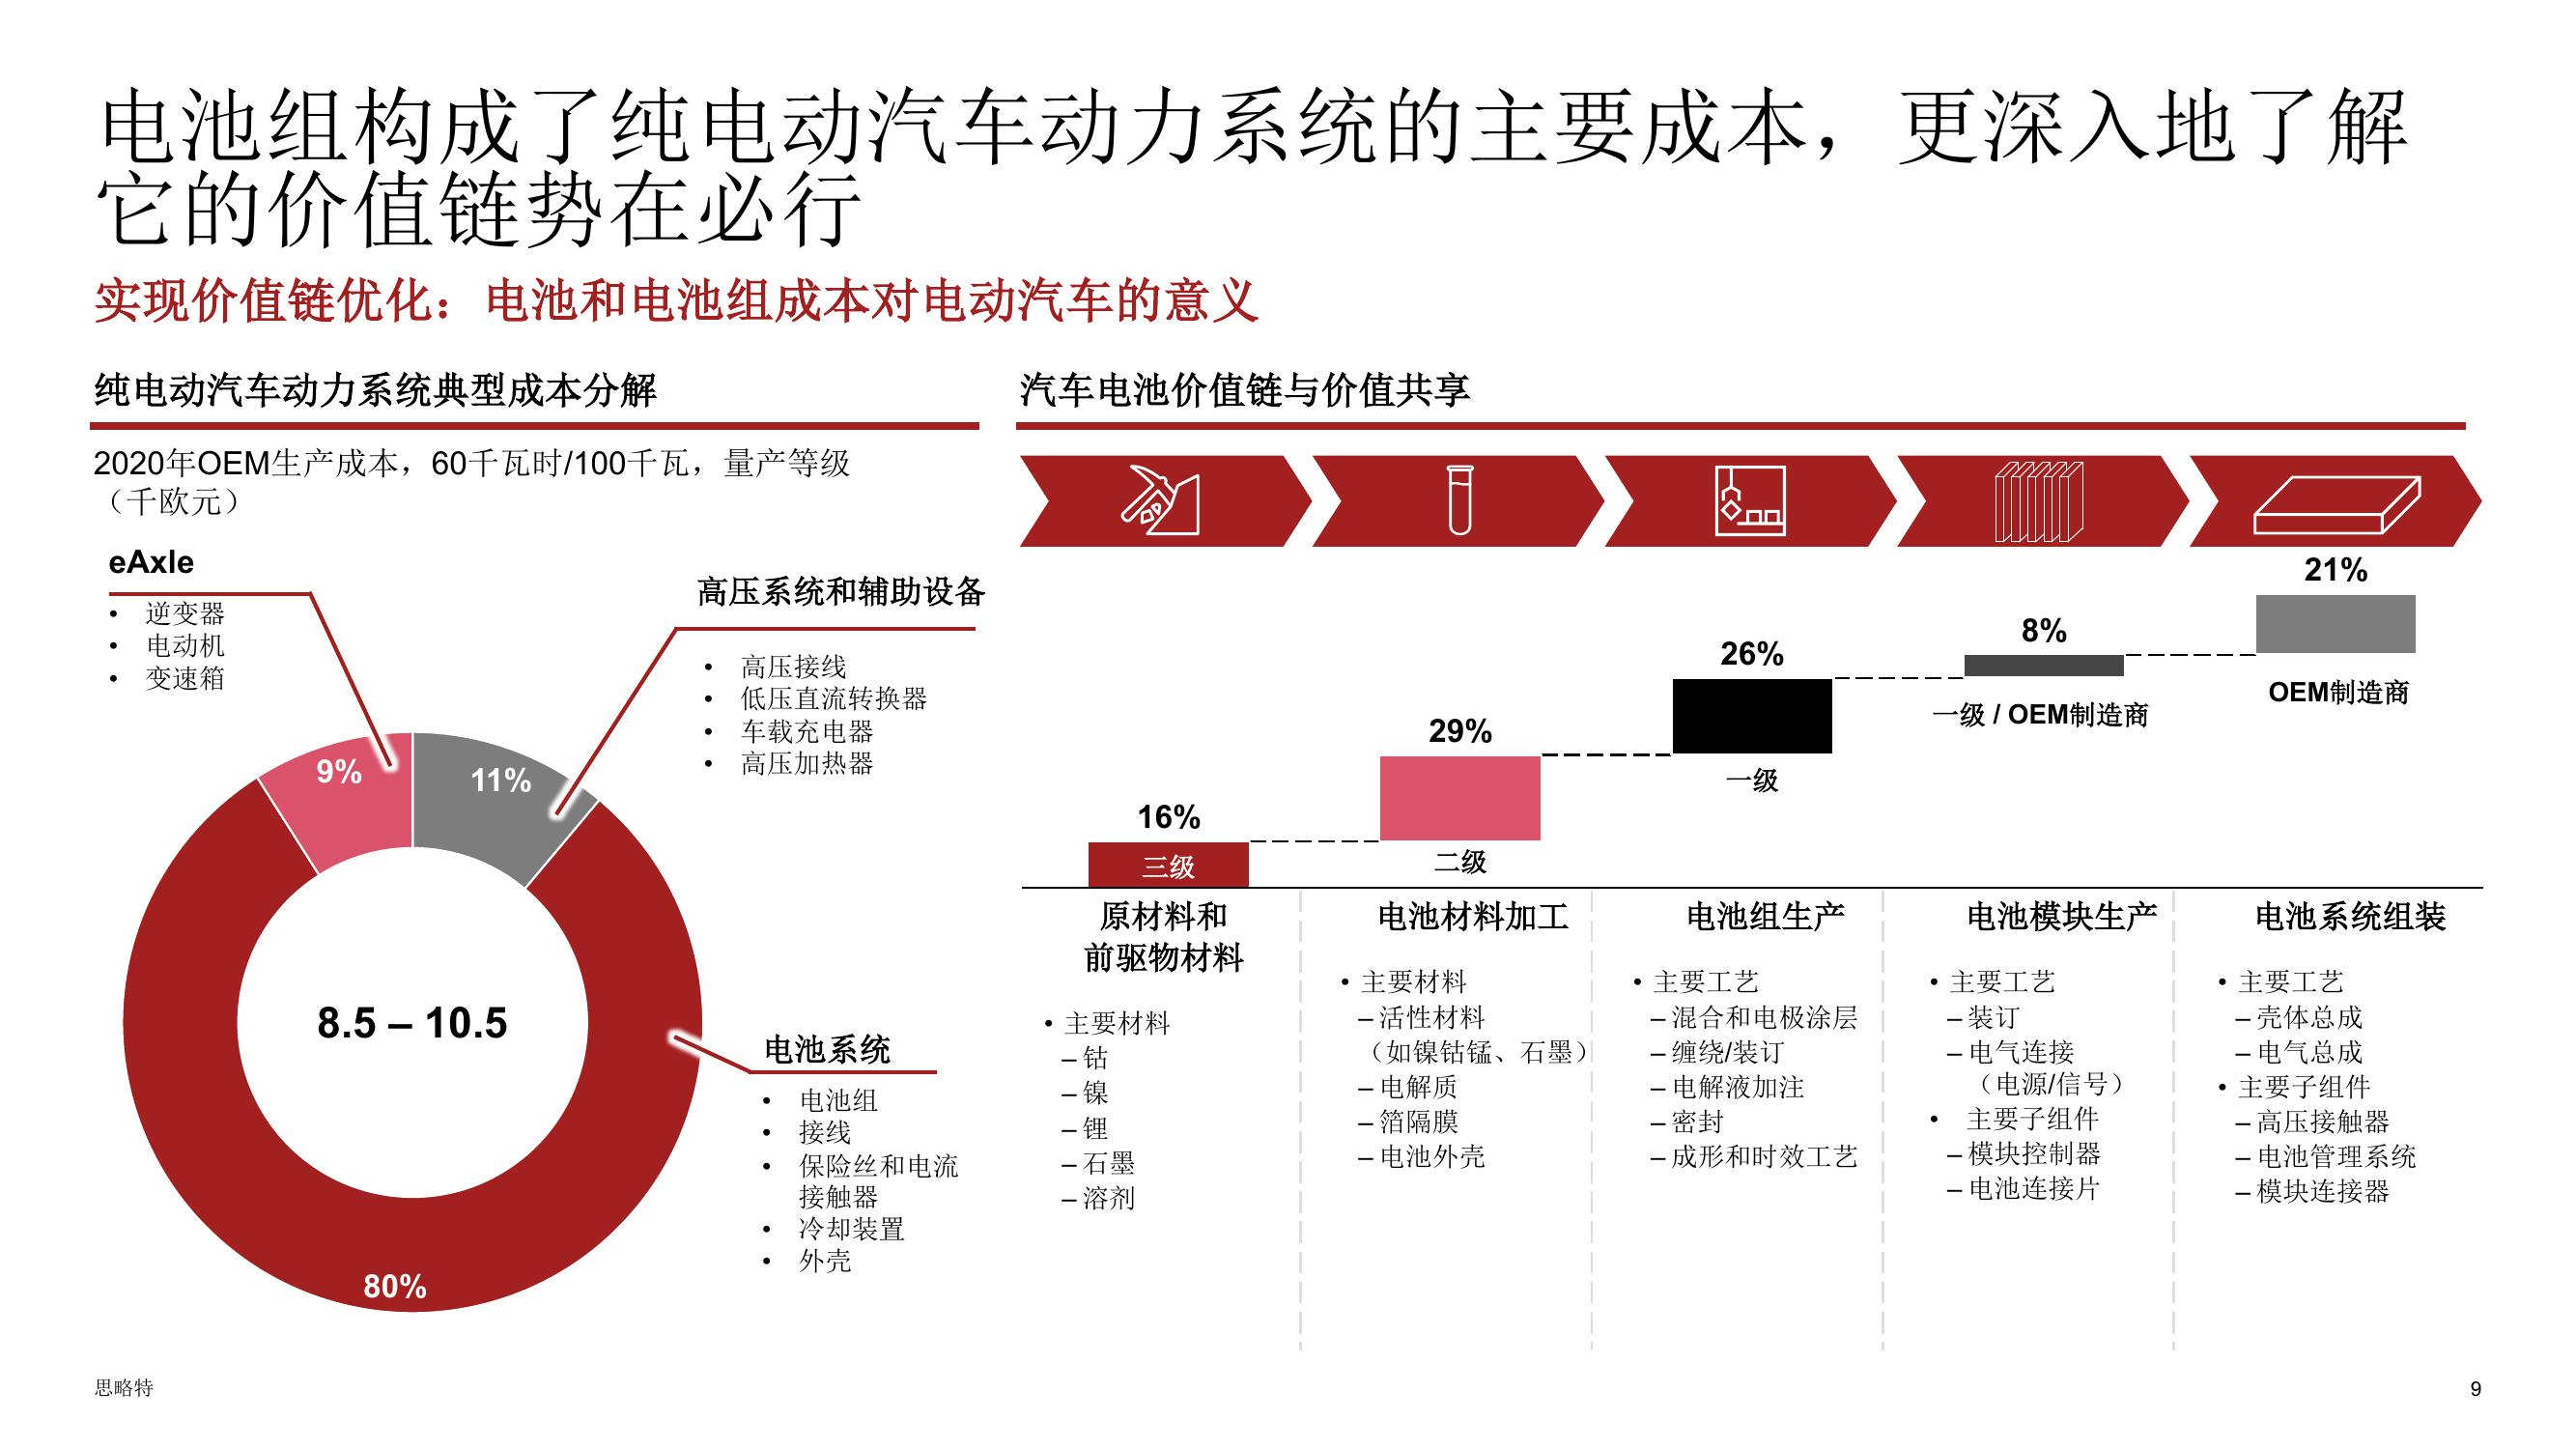 电池组构成了纯电动汽车动力系统的主要成本，更深入地了解
它的价值链势在必行
实现价值链优化：电池和电池组成本对电动汽车的意义
纯电动汽车动力系统典型成本分解
2020年OEM生产成本，60千瓦时/100千瓦，量产等级
（千欧元）
eAxle
• 逆变器
• 电动机
• 变速箱
高压系统和辅助设备
• 高压接线
• 低压直流转换器
• 车载充电器
• 高压加热器
9%
11%
8.5 – 10.5
80%
电池系统
• 电池组
• 接线
• 保险丝和电流
接触器
• 冷却装置
• 外壳
汽车电池价值链与价值共享
16%
三级
29%
二级
26%
一级
8%
一级 / OEM制造商
21%
OEM制造商
原材料和
前驱物材料
• 主要材料
– 钴
– 镍
– 锂
– 石墨
– 溶剂
电池材料加工
• 主要材料
– 活性材料
（如镍钴锰、石墨）
– 电解质
– 箔隔膜
– 电池外壳
电池组生产
• 主要工艺
– 混合和电极涂层
– 缠绕/装订
– 电解液加注
– 密封
– 成形和时效工艺
电池模块生产
• 主要工艺
– 装订
– 电气连接
（电源/信号）
• 主要子组件
– 模块控制器
– 电池连接片
电池系统组装
• 主要工艺
– 壳体总成
– 电气总成
• 主要子组件
– 高压接触器
– 电池管理系统
– 模块连接器
思略特
9